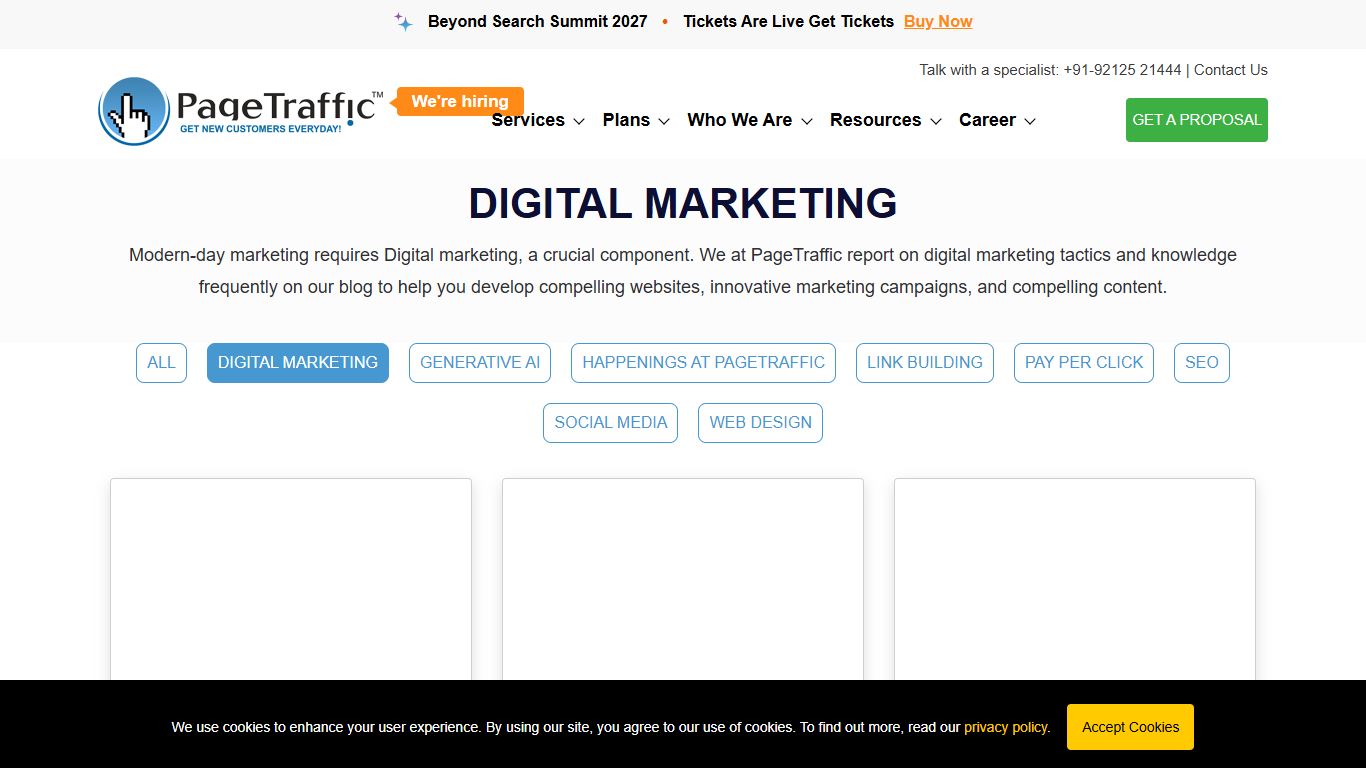 Beyond Search Summit 2027 • Tickets Are Live Get Tickets Buy Now
Talk with a specialist: +91-92125 21444 | Contact Us
PageTraffic™
GET NEW CUSTOMERS EVERYDAY!
We're hiring
Services Plans Who We Are Resources Career
GET A PROPOSAL
DIGITAL MARKETING
Modern-day marketing requires Digital marketing, a crucial component. We at PageTraffic report on digital marketing tactics and knowledge
frequently on our blog to help you develop compelling websites, innovative marketing campaigns, and compelling content.
ALL DIGITAL MARKETING GENERATIVE AI HAPPENINGS AT PAGETRAFFIC LINK BUILDING PAY PER CLICK SEO
SOCIAL MEDIA WEB DESIGN
We use cookies to enhance your user experience. By using our site, you agree to our use of cookies. To find out more, read our privacy policy. Accept Cookies